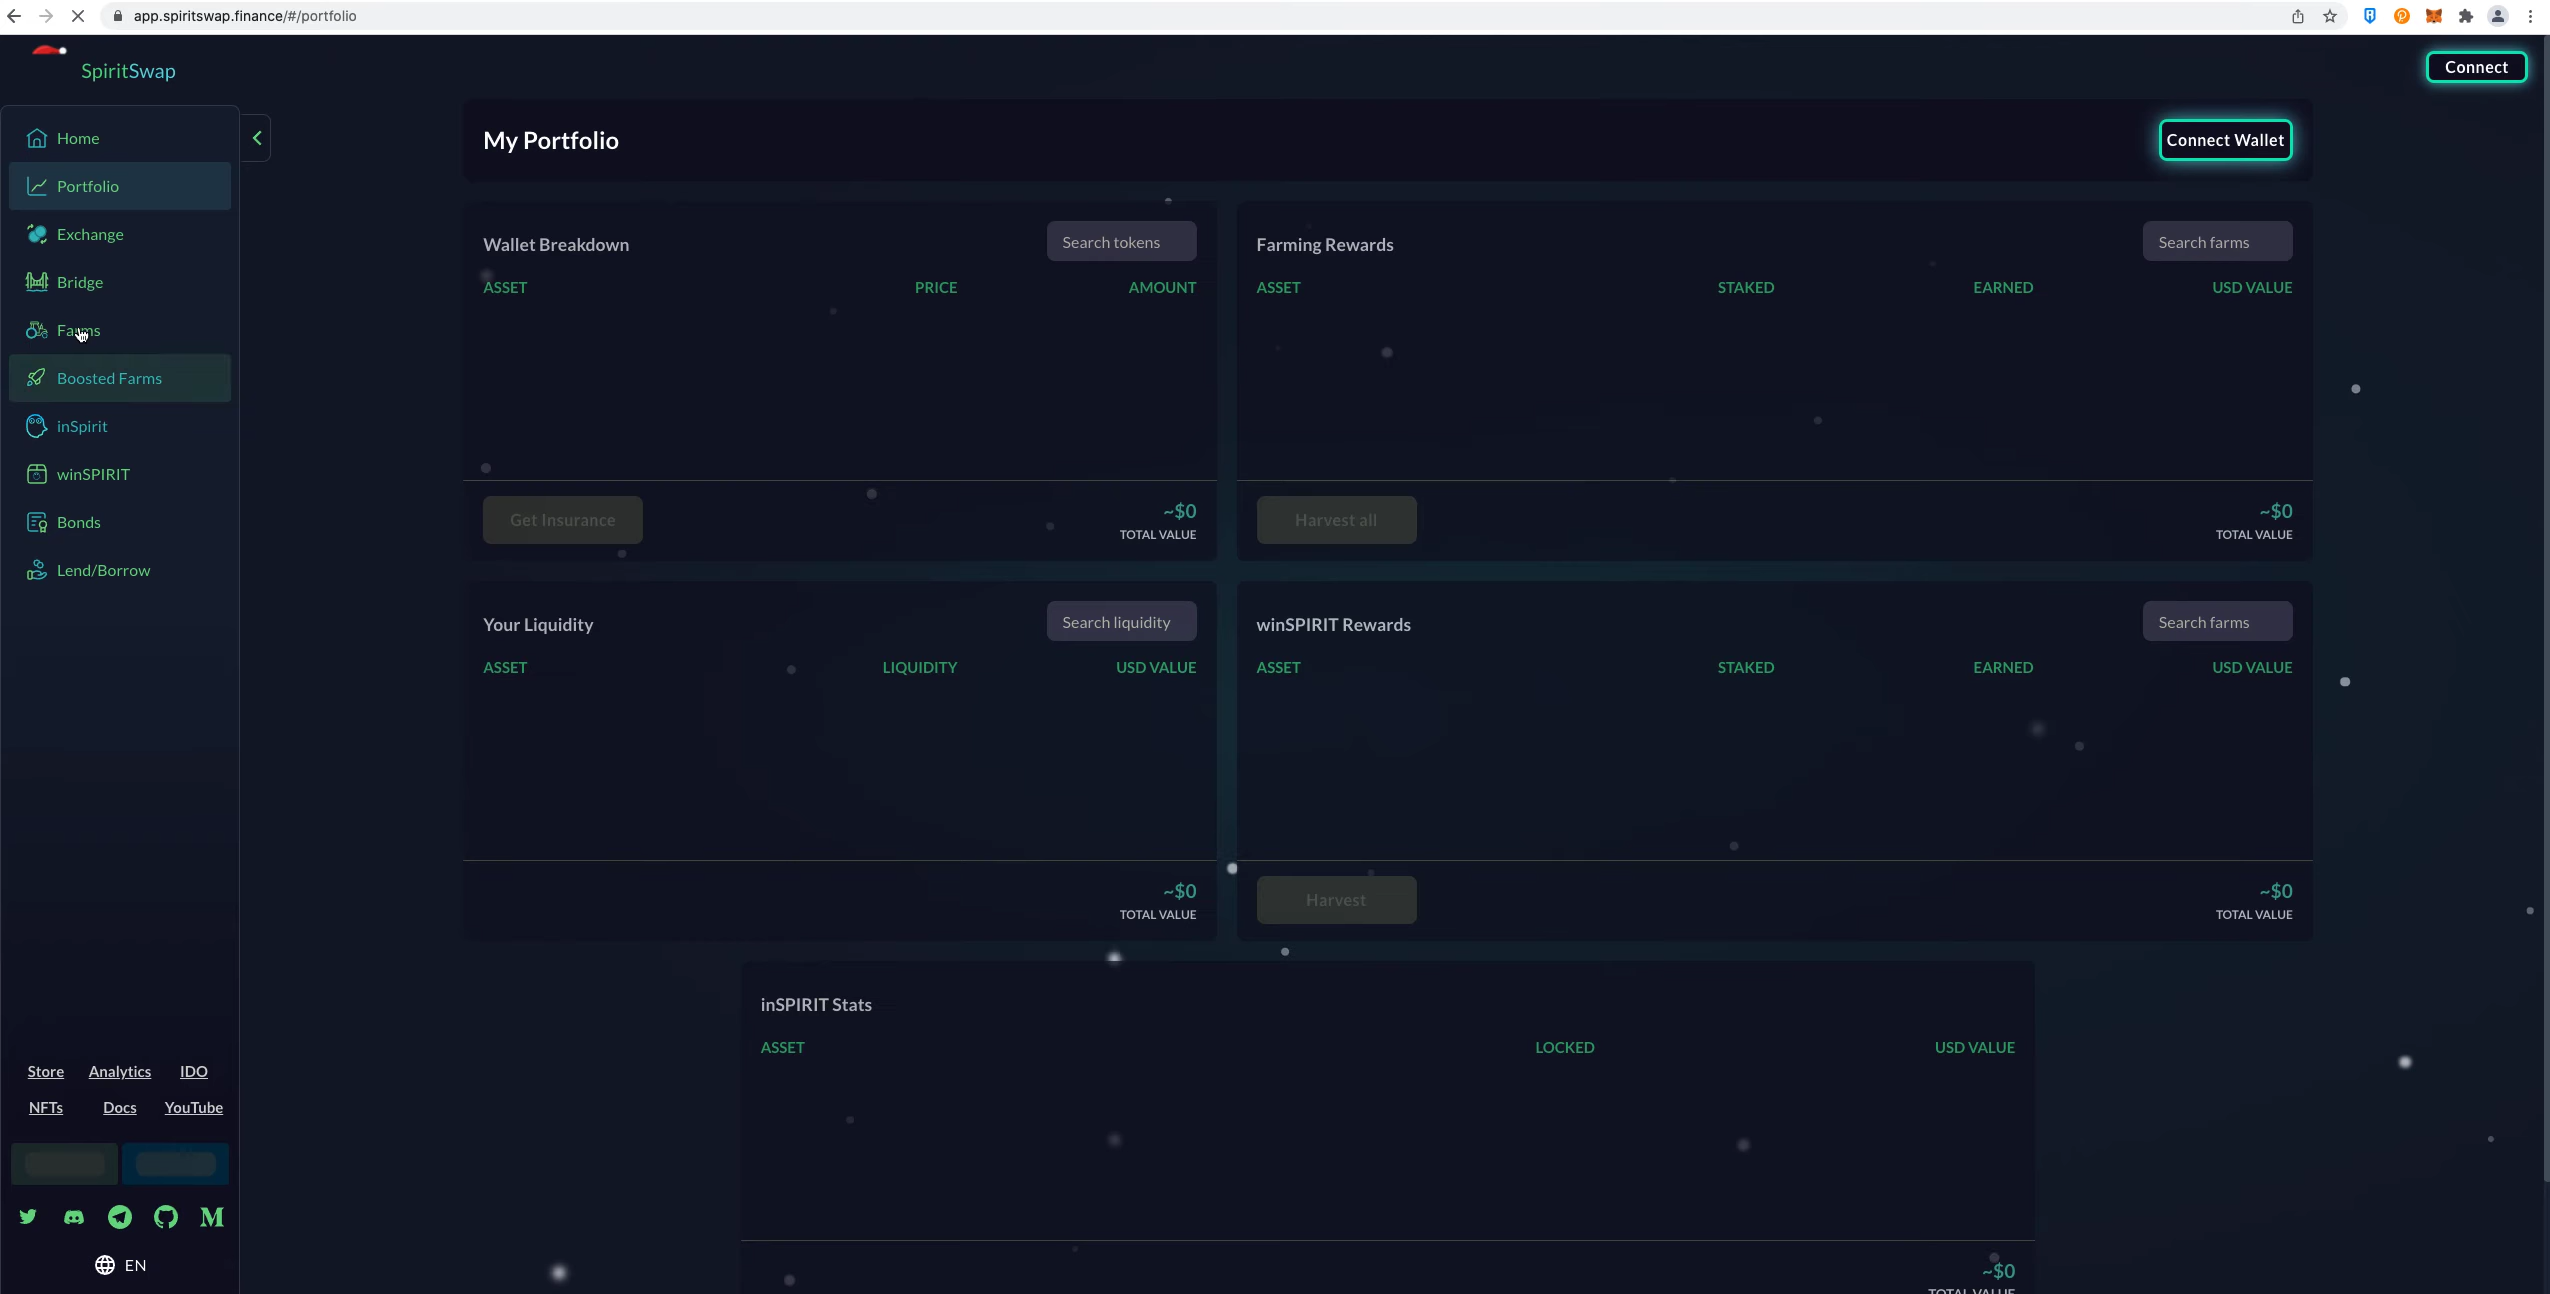 app.spiritswap.finance/#/portfolio
SpiritSwap
Connect
Home
Portfolio
Exchange
Bridge
Farms
Boosted Farms
inSpirit
winSPIRIT
Bonds
Lend/Borrow
My Portfolio
Connect Wallet
Wallet Breakdown
Search tokens
ASSET PRICE AMOUNT
Get Insurance
~$0
TOTAL VALUE
Farming Rewards
Search farms
ASSET STAKED EARNED USD VALUE
Harvest all
~$0
TOTAL VALUE
Your Liquidity
Search liquidity
ASSET LIQUIDITY USD VALUE
~$0
TOTAL VALUE
winSPIRIT Rewards
Search farms
ASSET STAKED EARNED USD VALUE
Harvest
~$0
TOTAL VALUE
inSPIRIT Stats
ASSET LOCKED USD VALUE
~$0
TOTAL VALUE
Store Analytics IDO
NFTs Docs YouTube
EN